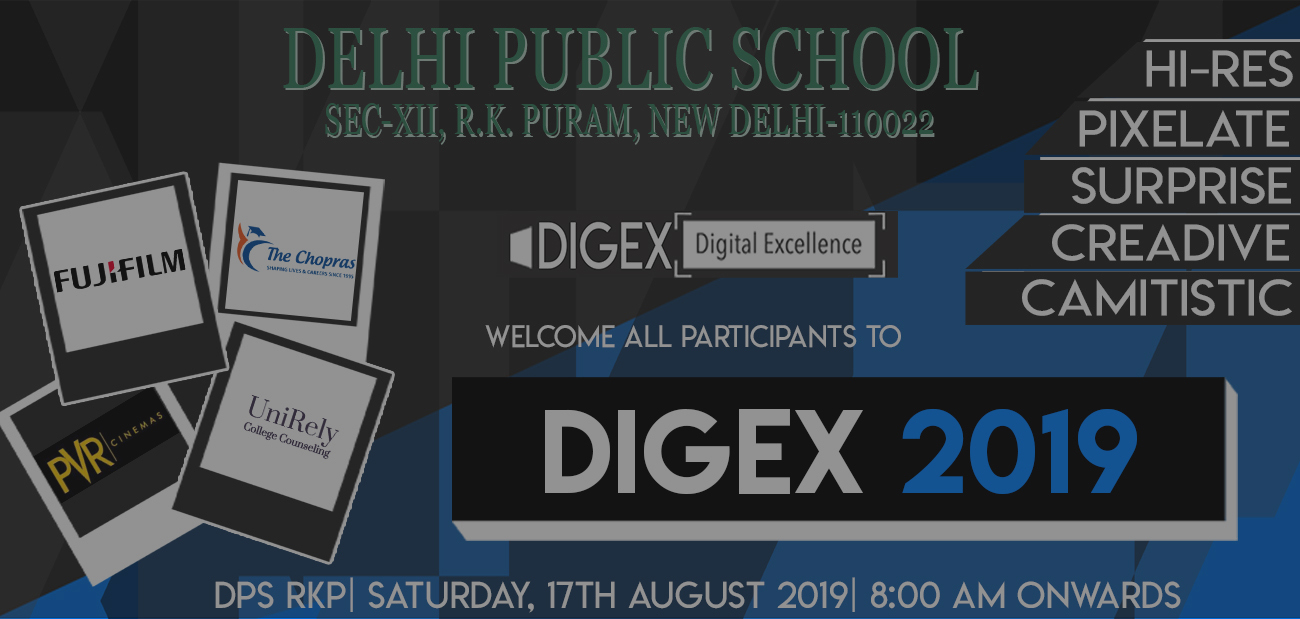 DELHI PUBLIC SCHOOL
SEC-XII, R.K. PURAM, NEW DELHI-110022
HI-RES
PIXELATE
SURPRISE
CREADIVE
CAMITISTIC
FUJIFILM
The Chopras
SHAPING LIVES & CAREERS SINCE 1995
PVR CINEMAS
UniRely
College Counseling
DIGEX Digital Excellence
WELCOME ALL PARTICIPANTS TO
DIGEX 2019
DPS RKP| SATURDAY, 17TH AUGUST 2019| 8:00 AM ONWARDS